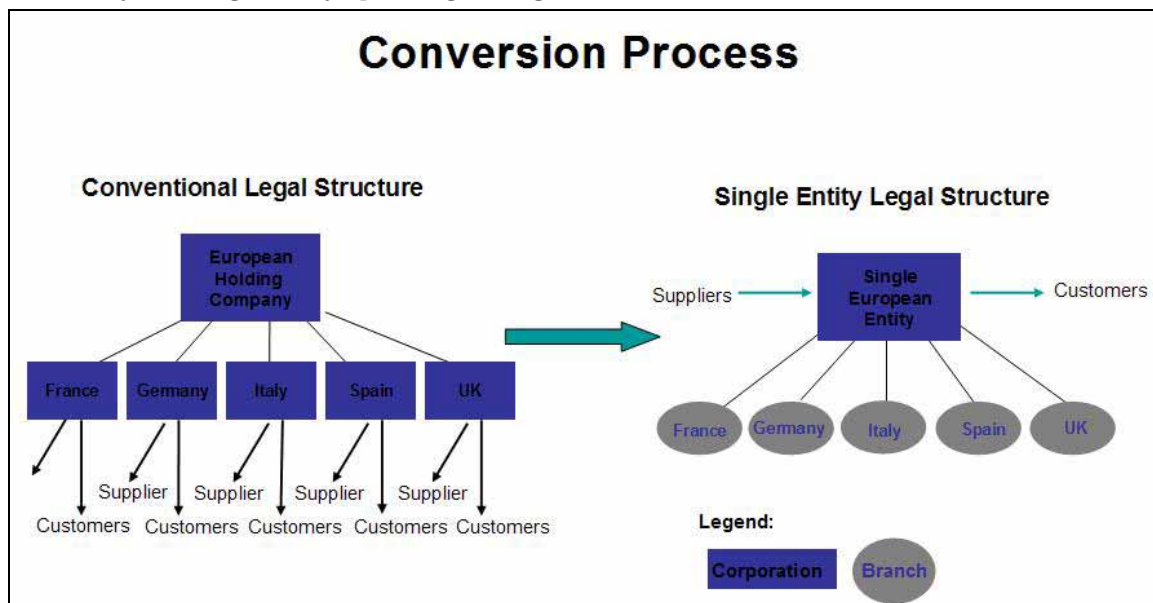 Conversion Process
Conventional Legal Structure
European
Holding
Company
France
Germany
Italy
Spain
UK
Supplier
Supplier
Supplier
Supplier
Customers
Customers
Customers
Customers
Customers
Single Entity Legal Structure
Suppliers
Single
European
Entity
Customers
France
Germany
Italy
Spain
UK
Legend:
Corporation
Branch